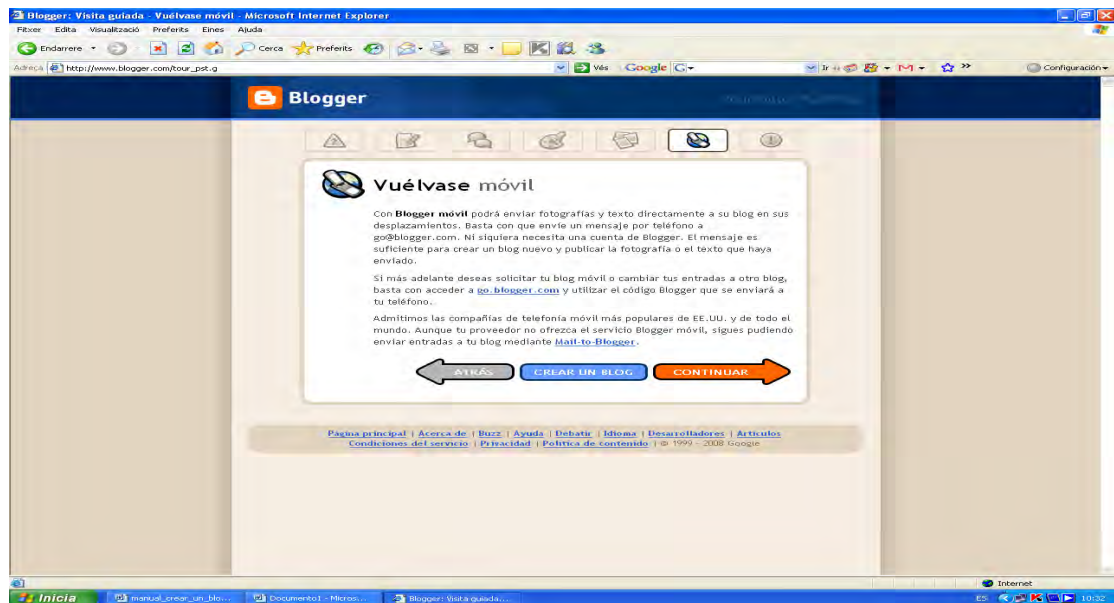 Blogger: Visita guiada - Vuélvase móvil - Microsoft Internet Explorer
Fitxer Edita Visualització Preferits Eines Ajuda
Endarrere Cerca Preferits
Adreça http://www.blogger.com/tour_pst.g Vés Google G Ir Configuración
Blogger
Vuélvase móvil
Con Blogger móvil podrá enviar fotografías y texto directamente a su blog en sus
desplazamientos. Basta con que envíe un mensaje por teléfono a
go@blogger.com. Ni siquiera necesita una cuenta de Blogger. El mensaje es
suficiente para crear un blog nuevo y publicar la fotografía o el texto que haya
enviado.
Si más adelante deseas solicitar tu blog móvil o cambiar tus entradas a otro blog,
basta con acceder a go.blogger.com y utilizar el código Blogger que se enviará a
tu teléfono.
Admitimos las compañías de telefonía móvil más populares de EE.UU. y de todo el
mundo. Aunque tu proveedor no ofrezca el servicio Blogger móvil, sigues pudiendo
enviar entradas a tu blog mediante Mail-to-Blogger.
ATRÁS CREAR UN BLOG CONTINUAR
Página principal | Acerca de | Buzz | Ayuda | Debatir | Idioma | Desarrolladores | Artículos
Condiciones del servicio | Privacidad | Política de contenido | © 1999 - 2008 Google
Internet
Inicia manual_crear_un_blo... Documento1 - Micros... Blogger: Visita guiada... ES 10:32